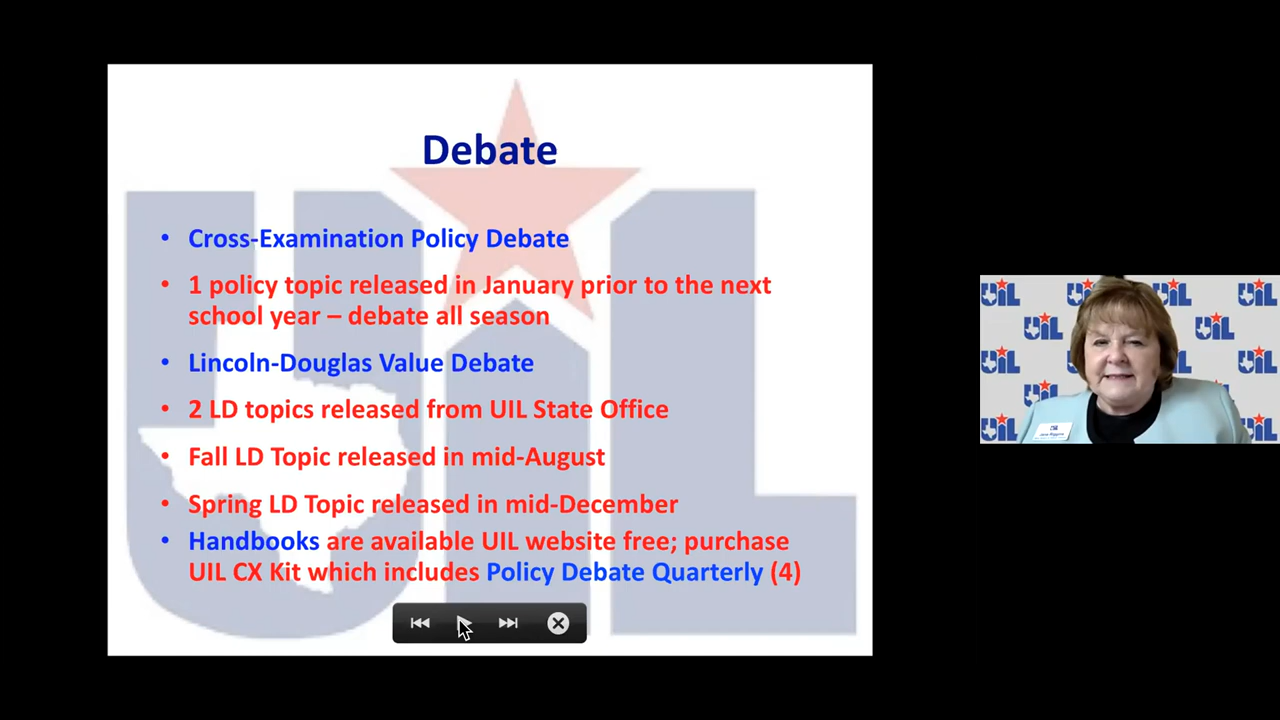 Debate
• Cross-Examination Policy Debate
• 1 policy topic released in January prior to the next
school year – debate all season
• Lincoln-Douglas Value Debate
• 2 LD topics released from UIL State Office
• Fall LD Topic released in mid-August
• Spring LD Topic released in mid-December
• Handbooks are available UIL website free; purchase
UIL CX Kit which includes Policy Debate Quarterly (4)
UIL